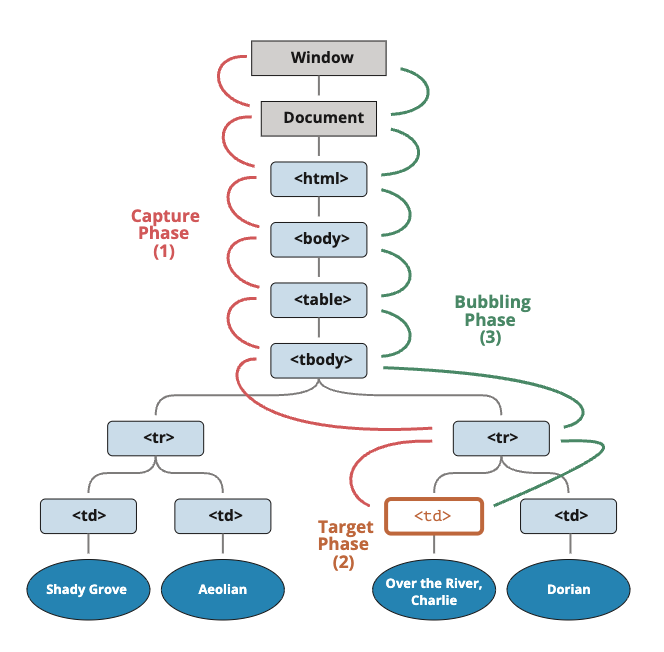 Window
Document
<html>
<body>
Capture
Phase
(1)
<table>
Bubbling
Phase
(3)
<tbody>
<tr>
<tr>
<td>
<td>
<td>
<td>
Target
Phase
(2)
Shady Grove
Aeolian
Over the River,
Charlie
Dorian